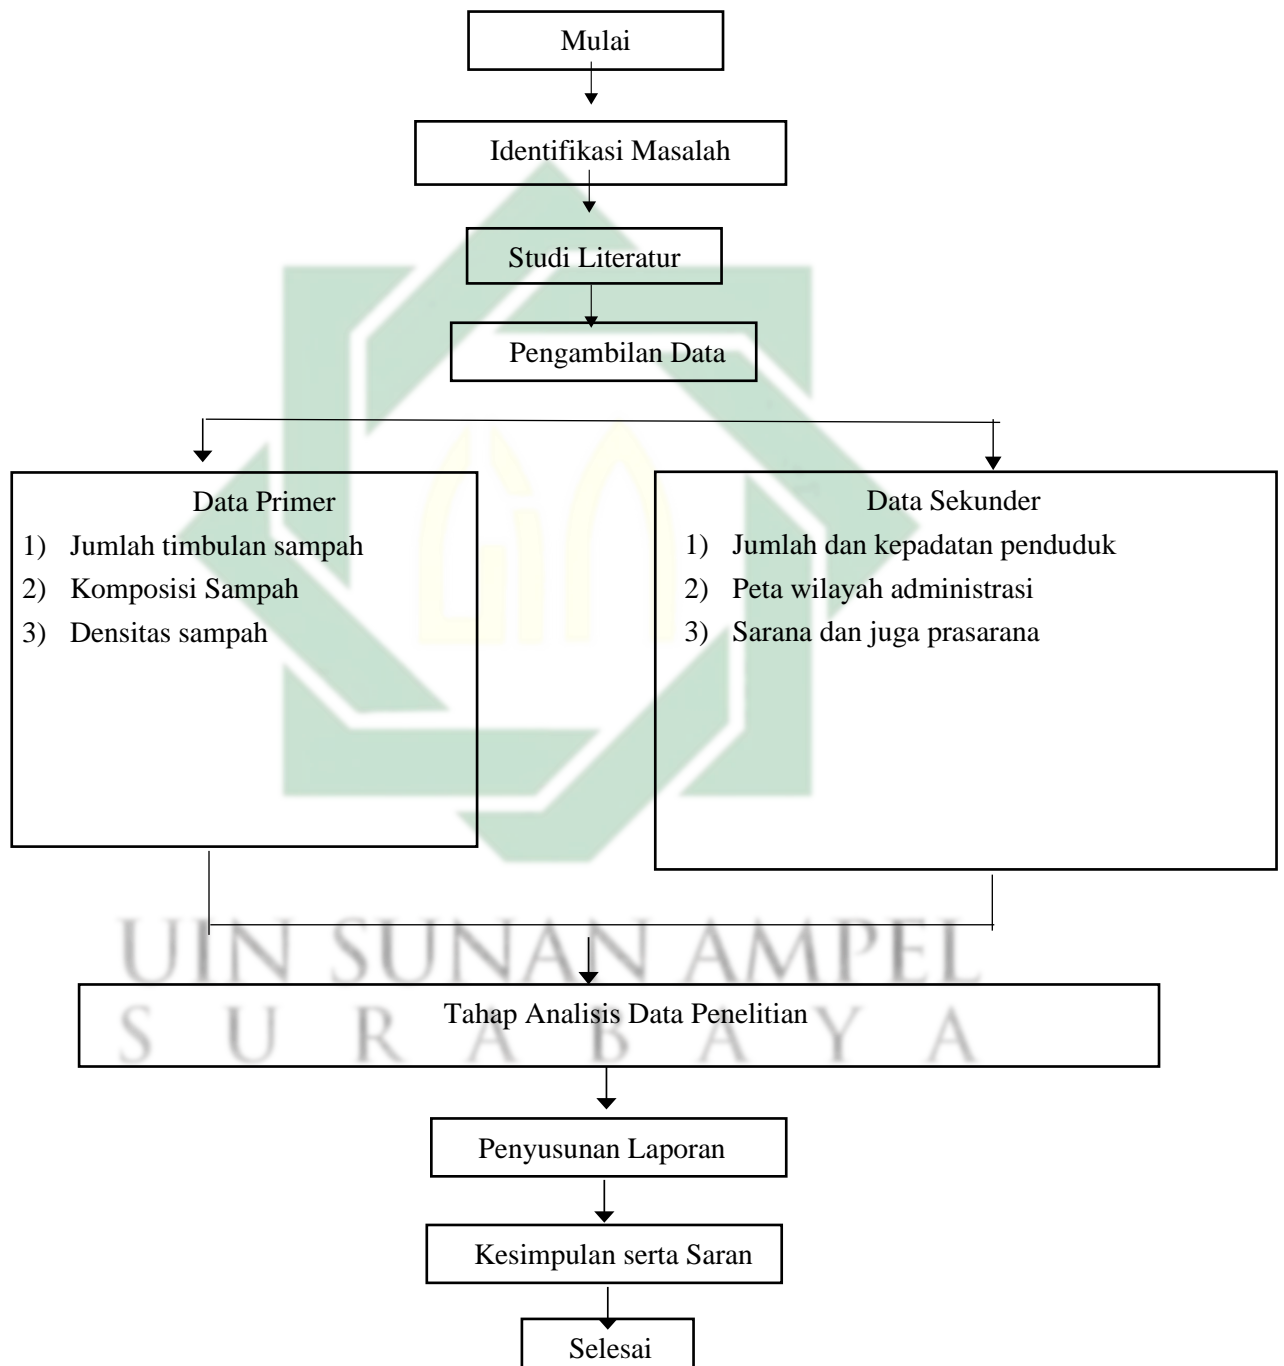 Mulai
Identifikasi Masalah
Studi Literatur
Pengambilan Data
Data Primer
1) Jumlah timbulan sampah
2) Komposisi Sampah
3) Densitas sampah
Data Sekunder
1) Jumlah dan kepadatan penduduk
2) Peta wilayah administrasi
3) Sarana dan juga prasarana
UIN SUNAN AMPEL
SURABAYA
Tahap Analisis Data Penelitian
Penyusunan Laporan
Kesimpulan serta Saran
Selesai